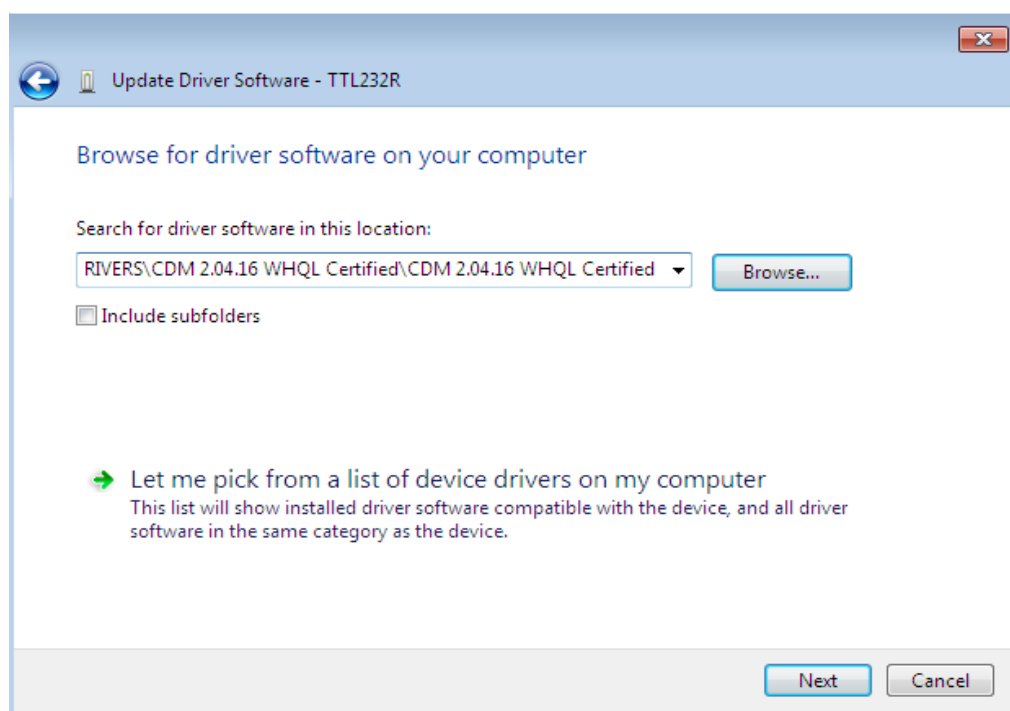 Update Driver Software - TTL232R
Browse for driver software on your computer
Search for driver software in this location:
RIVERS\CDM 2.04.16 WHQL Certified\CDM 2.04.16 WHQL Certified
Browse...
Include subfolders
Let me pick from a list of device drivers on my computer
This list will show installed driver software compatible with the device, and all driver
software in the same category as the device.
Next
Cancel